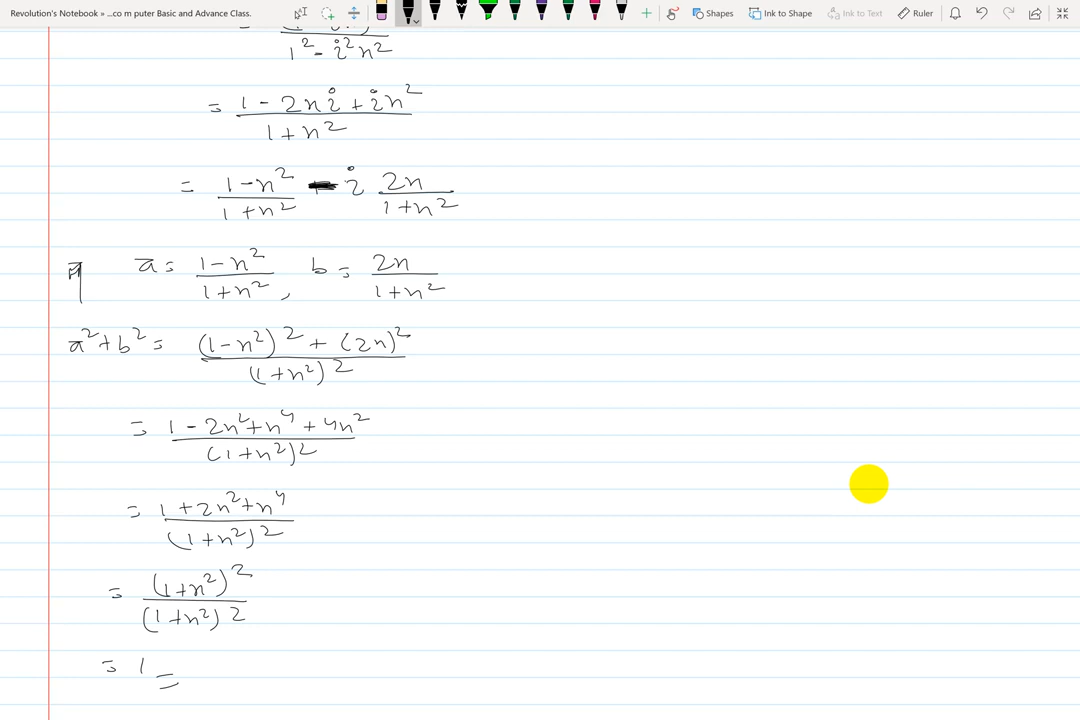 Revolution's Notebook » ...co m puter Basic and Advance Class.
Shapes
Ink to Shape
Ink to Text
Ruler
1² - i²n²
= 1 - 2ni + in² / 1 + n²
= 1 - n² / 1 + n² - i 2n / 1 + n²
a = 1 - n² / 1 + n², b = 2n / 1 + n²
a² + b² = (1 - n²)² + (2n)² / (1 + n²)²
= 1 - 2n² + n⁴ + 4n² / (1 + n²)²
= 1 + 2n² + n⁴ / (1 + n²)²
= (1 + n²)² / (1 + n²)²
= 1